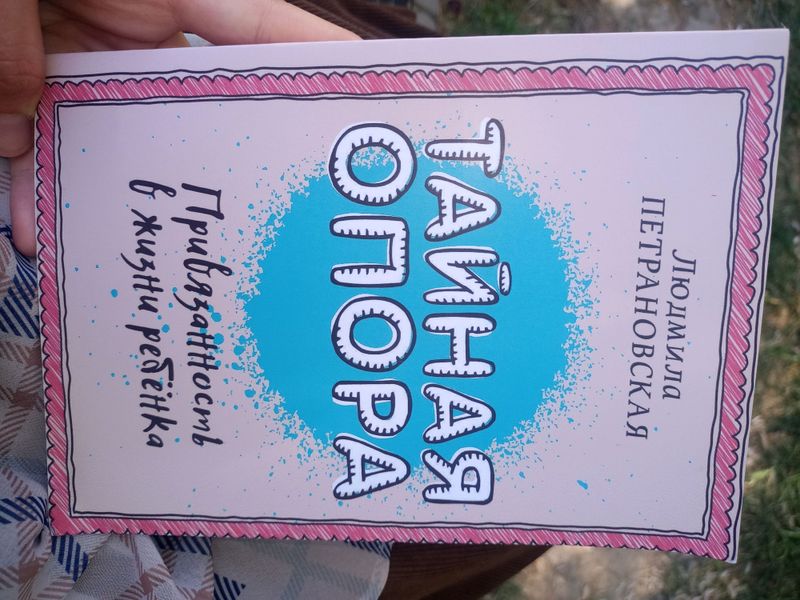 Людмила
ПЕТРАНОВСКАЯ
ТАЙНАЯ
ОПОРА
Привязанность
в жизни ребёнка